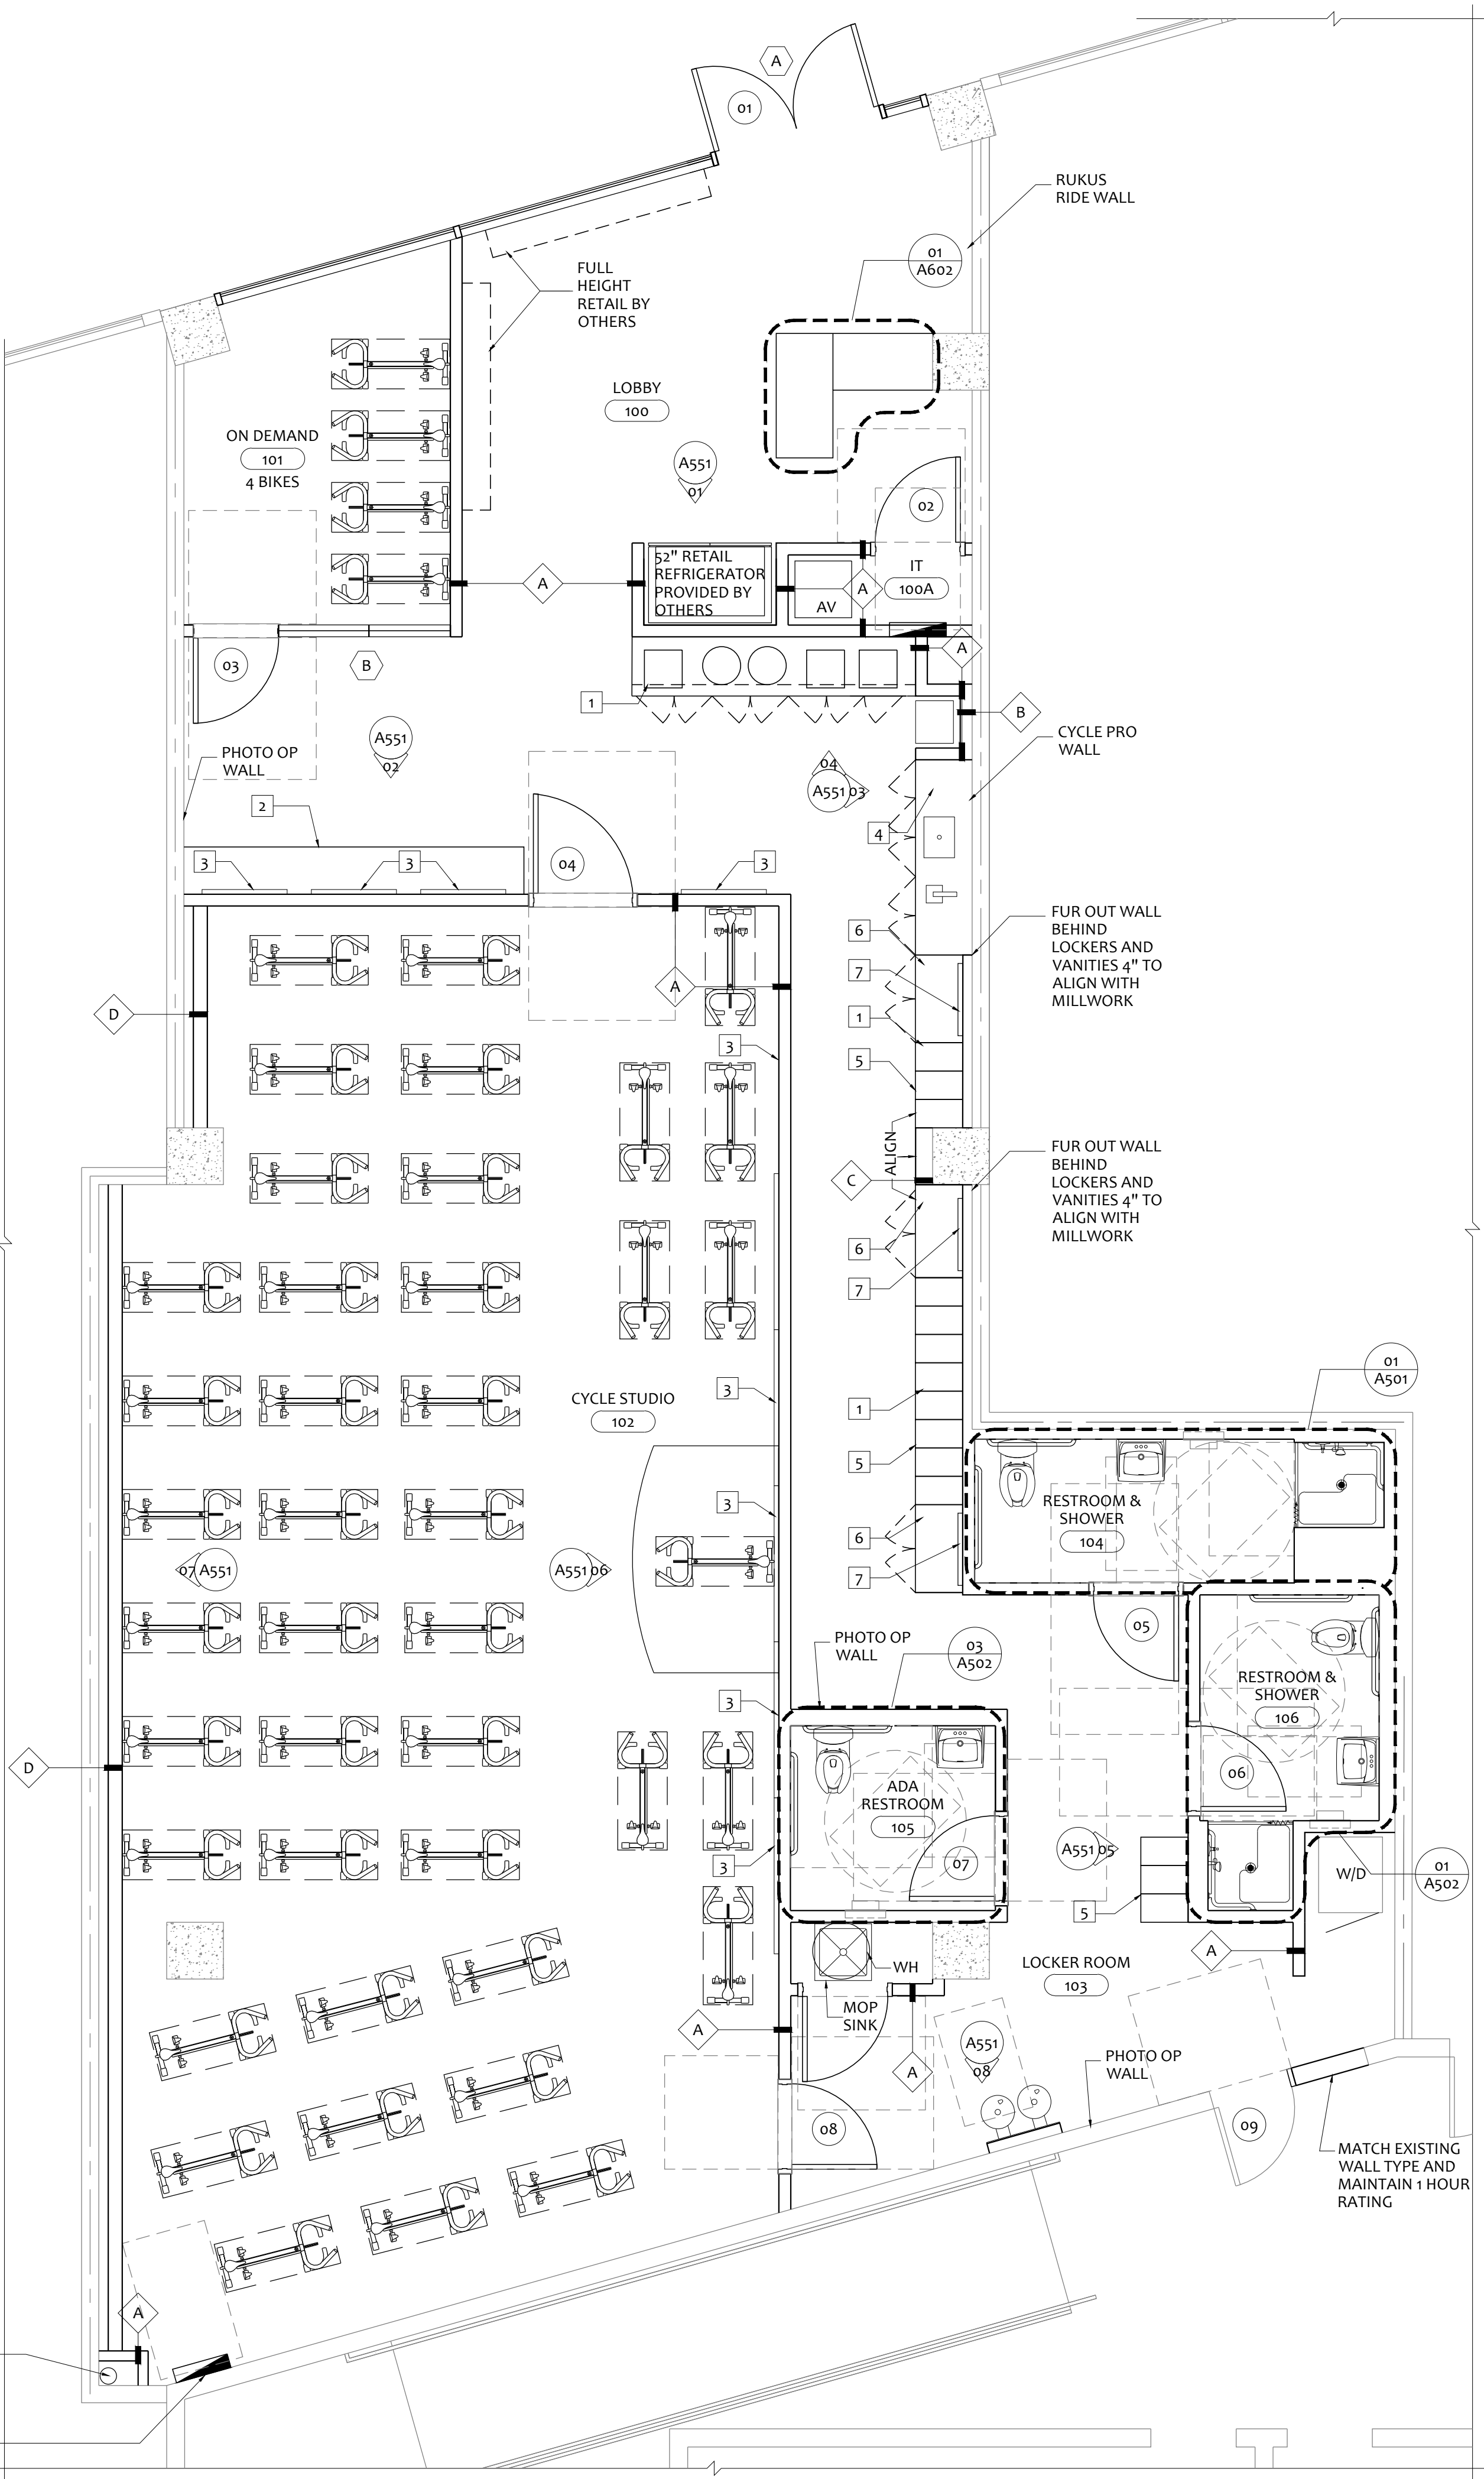 A
01
RUKUS
RIDE WALL
01
A602
FULL
HEIGHT
RETAIL BY
OTHERS
LOBBY
100
ON DEMAND
101
4 BIKES
A551
01
02
52" RETAIL
REFRIGERATOR
PROVIDED BY
OTHERS
A
A
AV
IT
100A
03
B
A
1
B
A551
02
PHOTO OP
WALL
CYCLE PRO
WALL
04
A551
03
2
4
3
3
04
3
FUR OUT WALL
BEHIND
LOCKERS AND
VANITIES 4" TO
ALIGN WITH
MILLWORK
6
7
A
D
1
3
5
ALIGN
FUR OUT WALL
BEHIND
LOCKERS AND
VANITIES 4" TO
ALIGN WITH
MILLWORK
C
6
7
01
A501
3
CYCLE STUDIO
102
1
5
3
RESTROOM &
SHOWER
104
6
7
07
A551
A551
06
05
PHOTO OP
WALL
03
A502
RESTROOM &
SHOWER
106
3
D
06
ADA
RESTROOM
105
07
A551
05
3
W/D
01
A502
5
A
WH
LOCKER ROOM
103
MOP
SINK
A
A551
08
A
PHOTO OP
WALL
08
09
MATCH EXISTING
WALL TYPE AND
MAINTAIN 1 HOUR
RATING
A